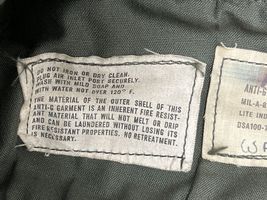 DO NOT IRON OR DRY CLEAN.
PLUG AIR INLET PORT SECURELY.
WASH WITH MILD SOAP AND
WITH WATER NOT OVER 120° F.
THE MATERIAL OF THE OUTER SHELL OF THIS
ANTI-G GARMENT IS AN INHERENT FIRE RESIST-
ANT MATERIAL THAT WILL NOT MELT OR DRIP
AND CAN BE LAUNDERED WITHOUT LOSING ITS
FIRE RESISTANT PROPERTIES. NO RETREATMENT.
IS NECESSARY.
ANTI-G
MIL-A-8
LITE IND
DSA100-